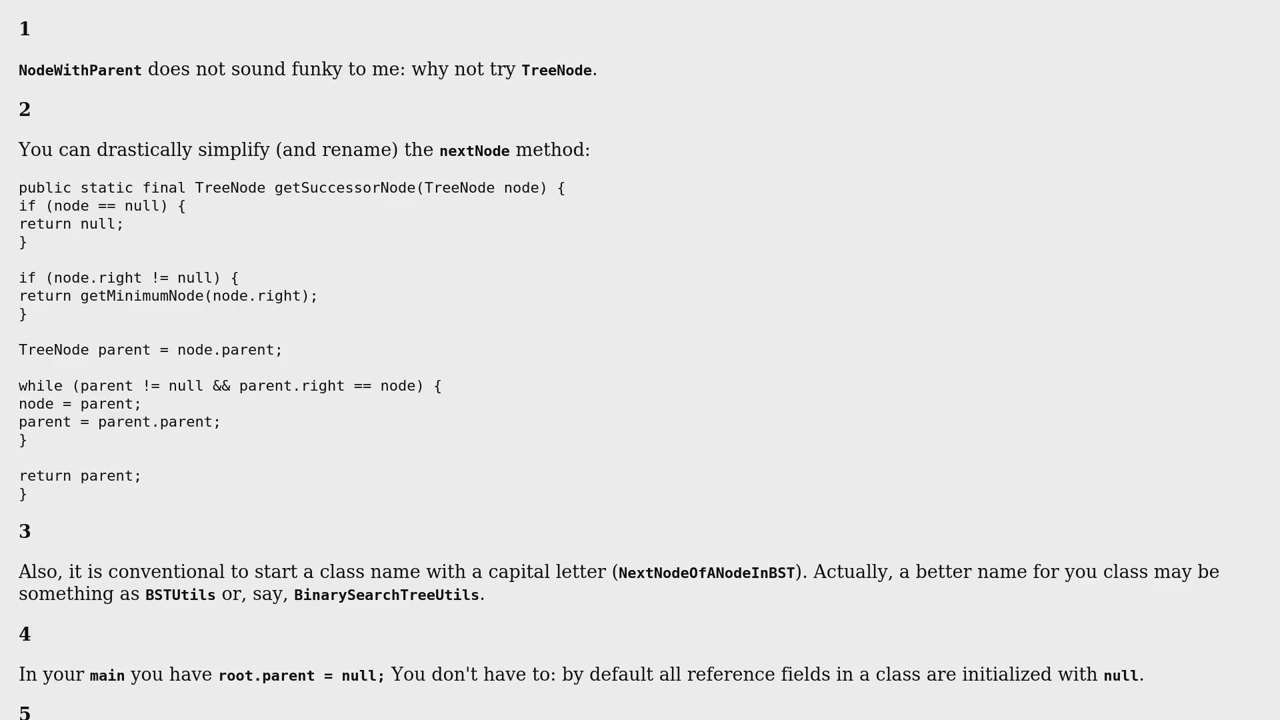 1
NodeWithParent does not sound funky to me: why not try TreeNode.
2
You can drastically simplify (and rename) the nextNode method:
public static final TreeNode getSuccessorNode(TreeNode node) {
if (node == null) {
return null;
}
if (node.right != null) {
return getMinimumNode(node.right);
}
TreeNode parent = node.parent;
while (parent != null && parent.right == node) {
node = parent;
parent = parent.parent;
}
return parent;
}
3
Also, it is conventional to start a class name with a capital letter (NextNodeOfANodeInBST). Actually, a better name for you class may be
something as BSTUtils or, say, BinarySearchTreeUtils.
4
In your main you have root.parent = null; You don't have to: by default all reference fields in a class are initialized with null.
5